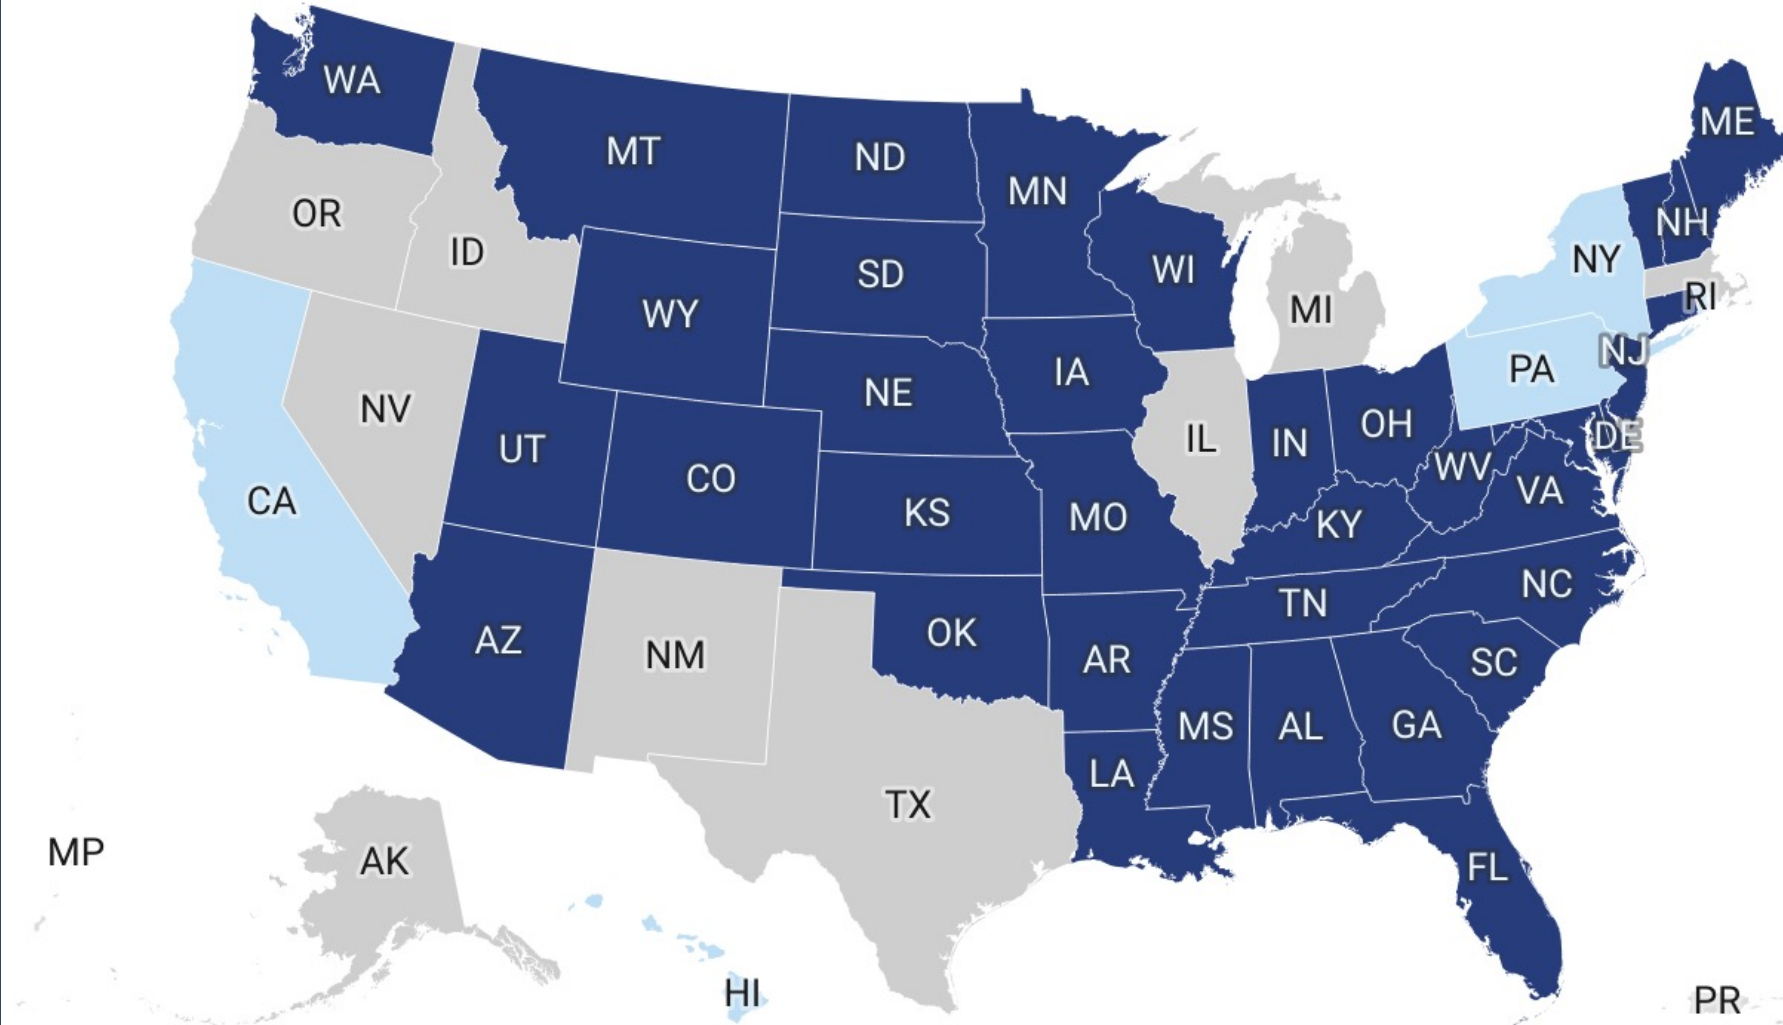 WA
MT
ND
MN
ME
OR
ID
SD
WI
NH
NY
WY
MI
RI
IA
NJ
PA
NE
NV
UT
CO
IL
IN
OH
DE
CA
KS
MO
WV
VA
KY
AZ
NM
OK
AR
TN
NC
SC
TX
LA
MS
AL
GA
MP
AK
FL
HI
PR